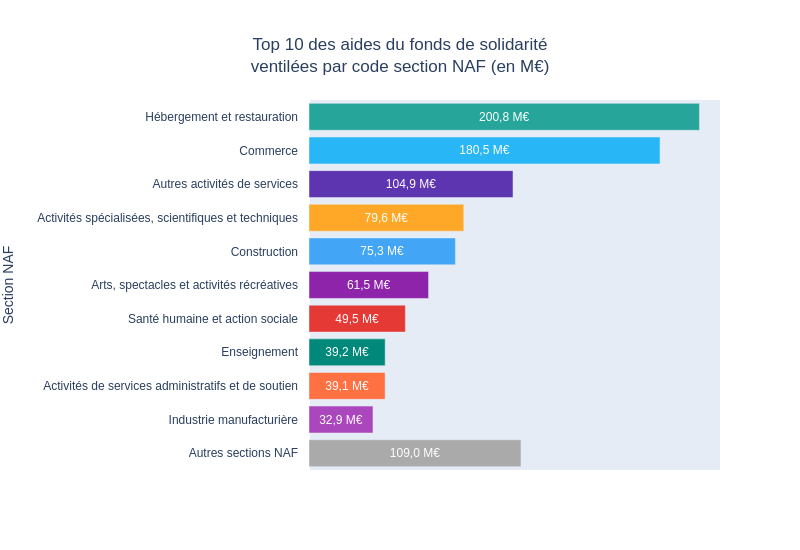 Top 10 des aides du fonds de solidarité
ventilées par code section NAF (en M€)
Section NAF
Hébergement et restauration 200,8 M€
Commerce 180,5 M€
Autres activités de services 104,9 M€
Activités spécialisées, scientifiques et techniques 79,6 M€
Construction 75,3 M€
Arts, spectacles et activités récréatives 61,5 M€
Santé humaine et action sociale 49,5 M€
Enseignement 39,2 M€
Activités de services administratifs et de soutien 39,1 M€
Industrie manufacturière 32,9 M€
Autres sections NAF 109,0 M€